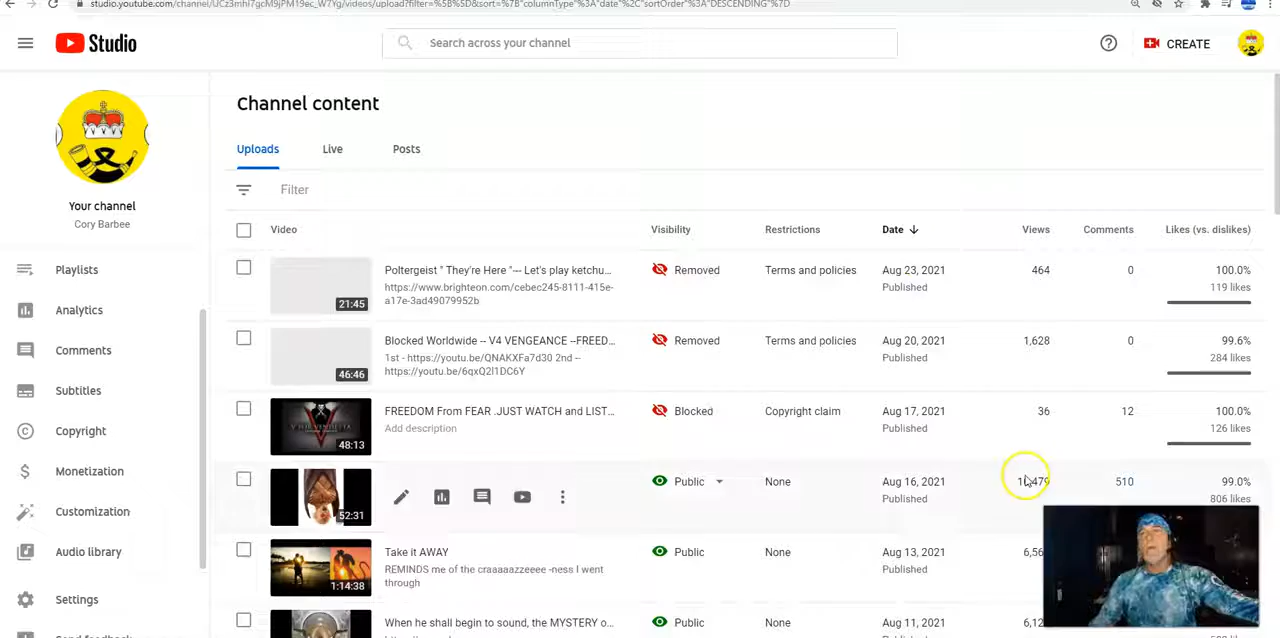 studio.youtube.com/channel/UCz3mhI7gcM9jPM19ec_W7Yg/videos/upload?filter=%5B%5D&sort=%7B"columnType"%3A"date"%2C"sortOrder"%3A"DESCENDING"%7D
Studio
Search across your channel
CREATE
Your channel
Cory Barbee
Playlists
Analytics
Comments
Subtitles
Copyright
Monetization
Customization
Audio library
Settings
Channel content
Uploads Live Posts
Filter
Video Visibility Restrictions Date Views Comments Likes (vs. dislikes)
Poltergeist " They're Here "--- Let's play ketchu... Removed Terms and policies Aug 23, 2021 464 0 100.0%
https://www.brighteon.com/cebec245-8111-415e- Published 119 likes
a17e-3ad49079952b
21:45
Blocked Worldwide -- V4 VENGEANCE --FREED... Removed Terms and policies Aug 20, 2021 1,628 0 99.6%
1st - https://youtu.be/QNAKXFa7d30 2nd -- Published 284 likes
https://youtu.be/6qxQ2l1DC6Y
46:46
FREEDOM From FEAR .JUST WATCH and LIST... Blocked Copyright claim Aug 17, 2021 36 12 100.0%
Add description Published 126 likes
V FOR VENDETTA
48:13
Public None Aug 16, 2021 510 99.0%
Published 806 likes
52:31
Take it AWAY Public None Aug 13, 2021
REMINDS me of the craaaaazzeeee -ness I went Published
through
1:14:38
When he shall begin to sound, the MYSTERY o... Public None Aug 11, 2021